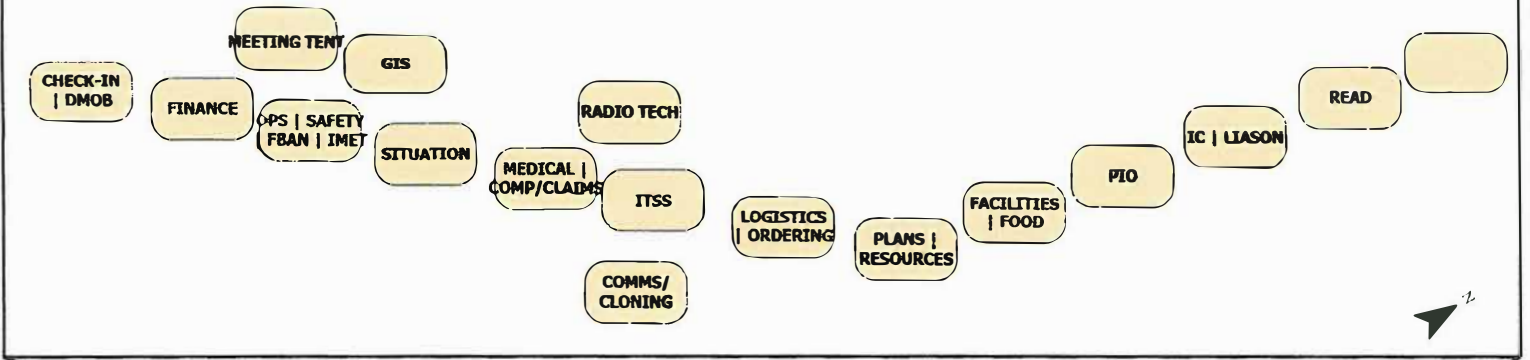 MEETING TENT
GIS
CHECK-IN
| DMOB
FINANCE
OPS | SAFETY
| FBAN | IMET
SITUATION
RADIO TECH
MEDICAL |
COMP/CLAIMS
ITSS
COMMS/
CLONING
LOGISTICS
| ORDERING
PLANS |
RESOURCES
FACILITIES
| FOOD
PIO
IC | LIASON
READ
N